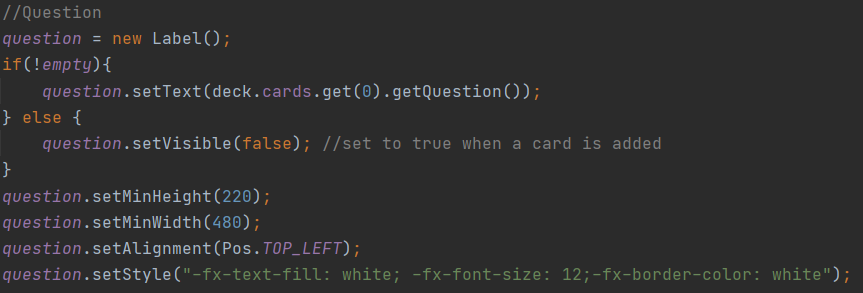 //Question
question = new Label();
if(!empty){
    question.setText(deck.cards.get(0).getQuestion());
} else {
    question.setVisible(false); //set to true when a card is added
}
question.setMinHeight(220);
question.setMinWidth(480);
question.setAlignment(Pos.TOP_LEFT);
question.setStyle("-fx-text-fill: white; -fx-font-size: 12;-fx-border-color: white");